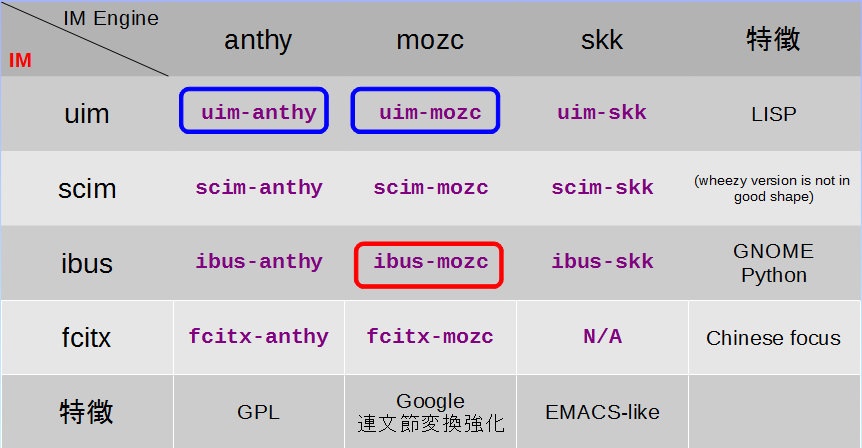 IM Engine
IM
anthy mozc skk 特徴
uim uim-anthy uim-mozc uim-skk LISP
scim scim-anthy scim-mozc scim-skk (wheezy version is not in
good shape)
ibus ibus-anthy ibus-mozc ibus-skk GNOME
Python
fcitx fcitx-anthy fcitx-mozc N/A Chinese focus
特徴 GPL Google EMACS-like
連文節変換強化